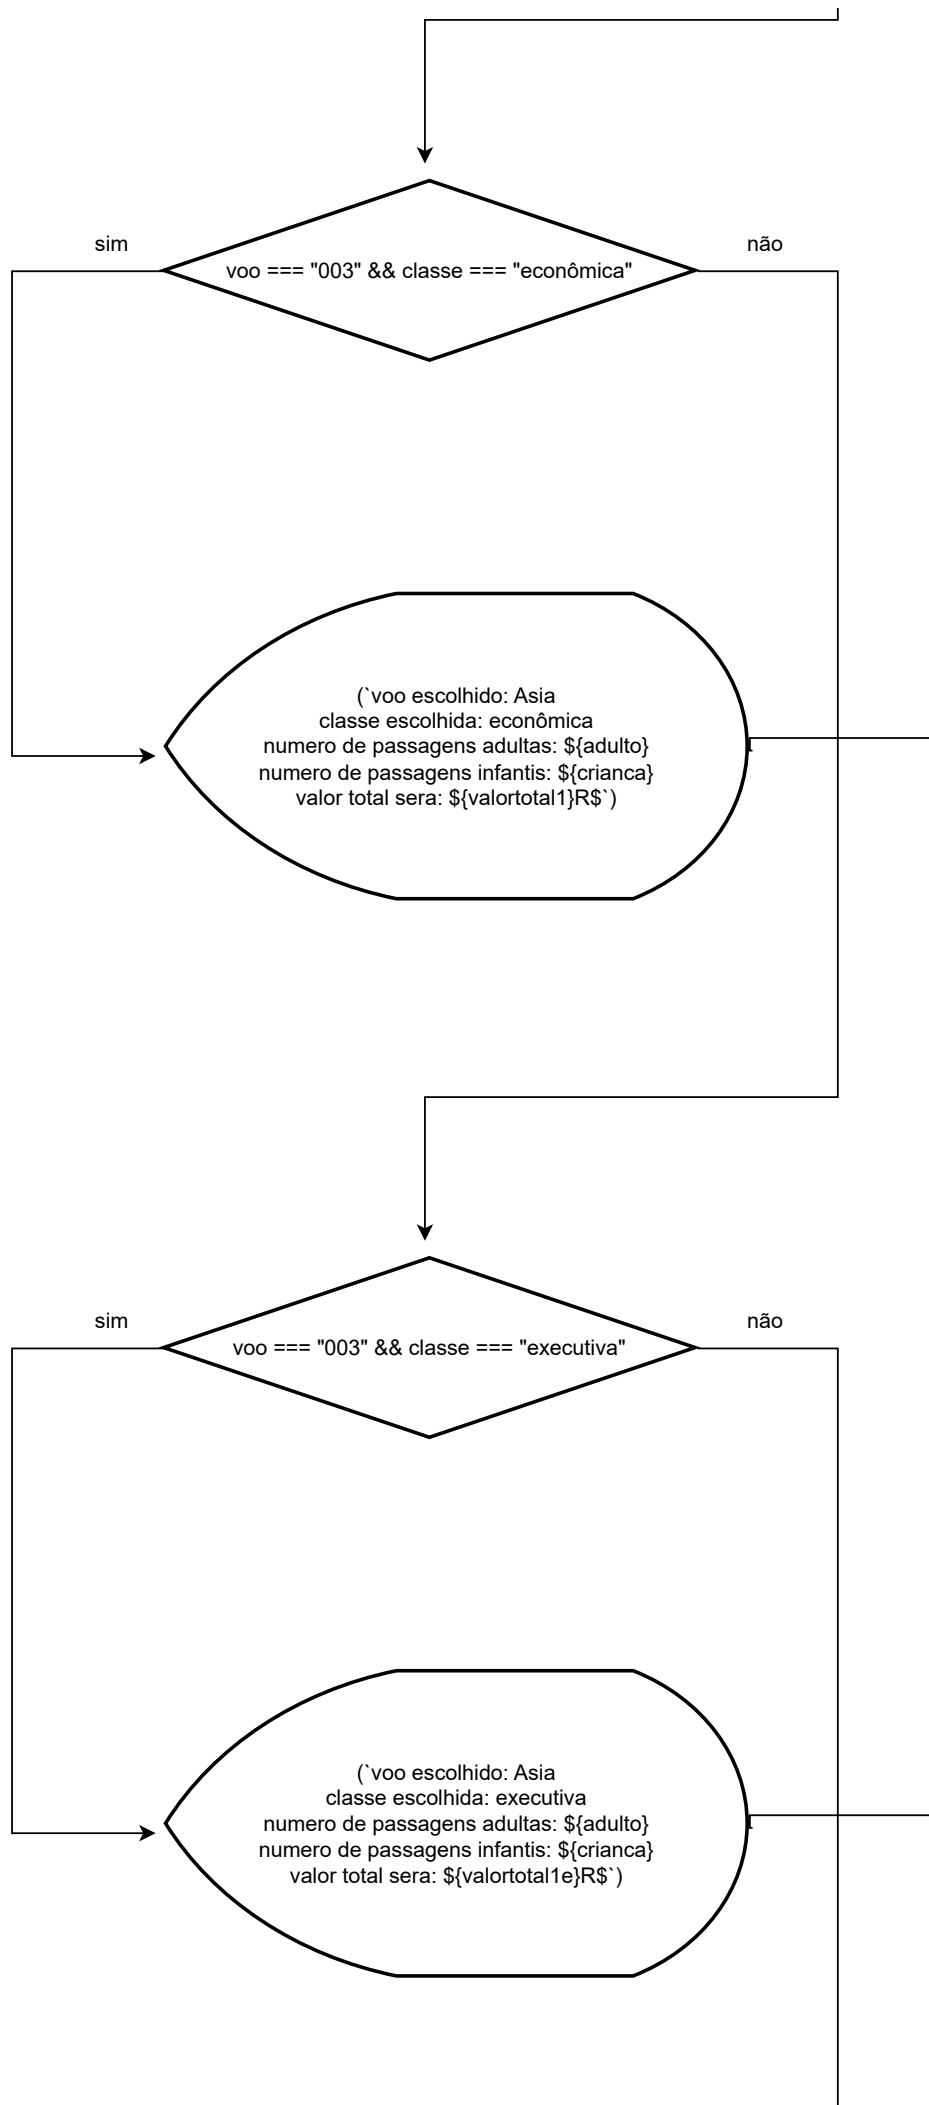 sim
não
voo === "003" && classe === "econômica"
(`voo escolhido: Asia
classe escolhida: econômica
numero de passagens adultas: ${adulto}
numero de passagens infantis: ${crianca}
valor total sera: ${valortotal1}R$`)
sim
não
voo === "003" && classe === "executiva"
(`voo escolhido: Asia
classe escolhida: executiva
numero de passagens adultas: ${adulto}
numero de passagens infantis: ${crianca}
valor total sera: ${valortotal1e}R$`)